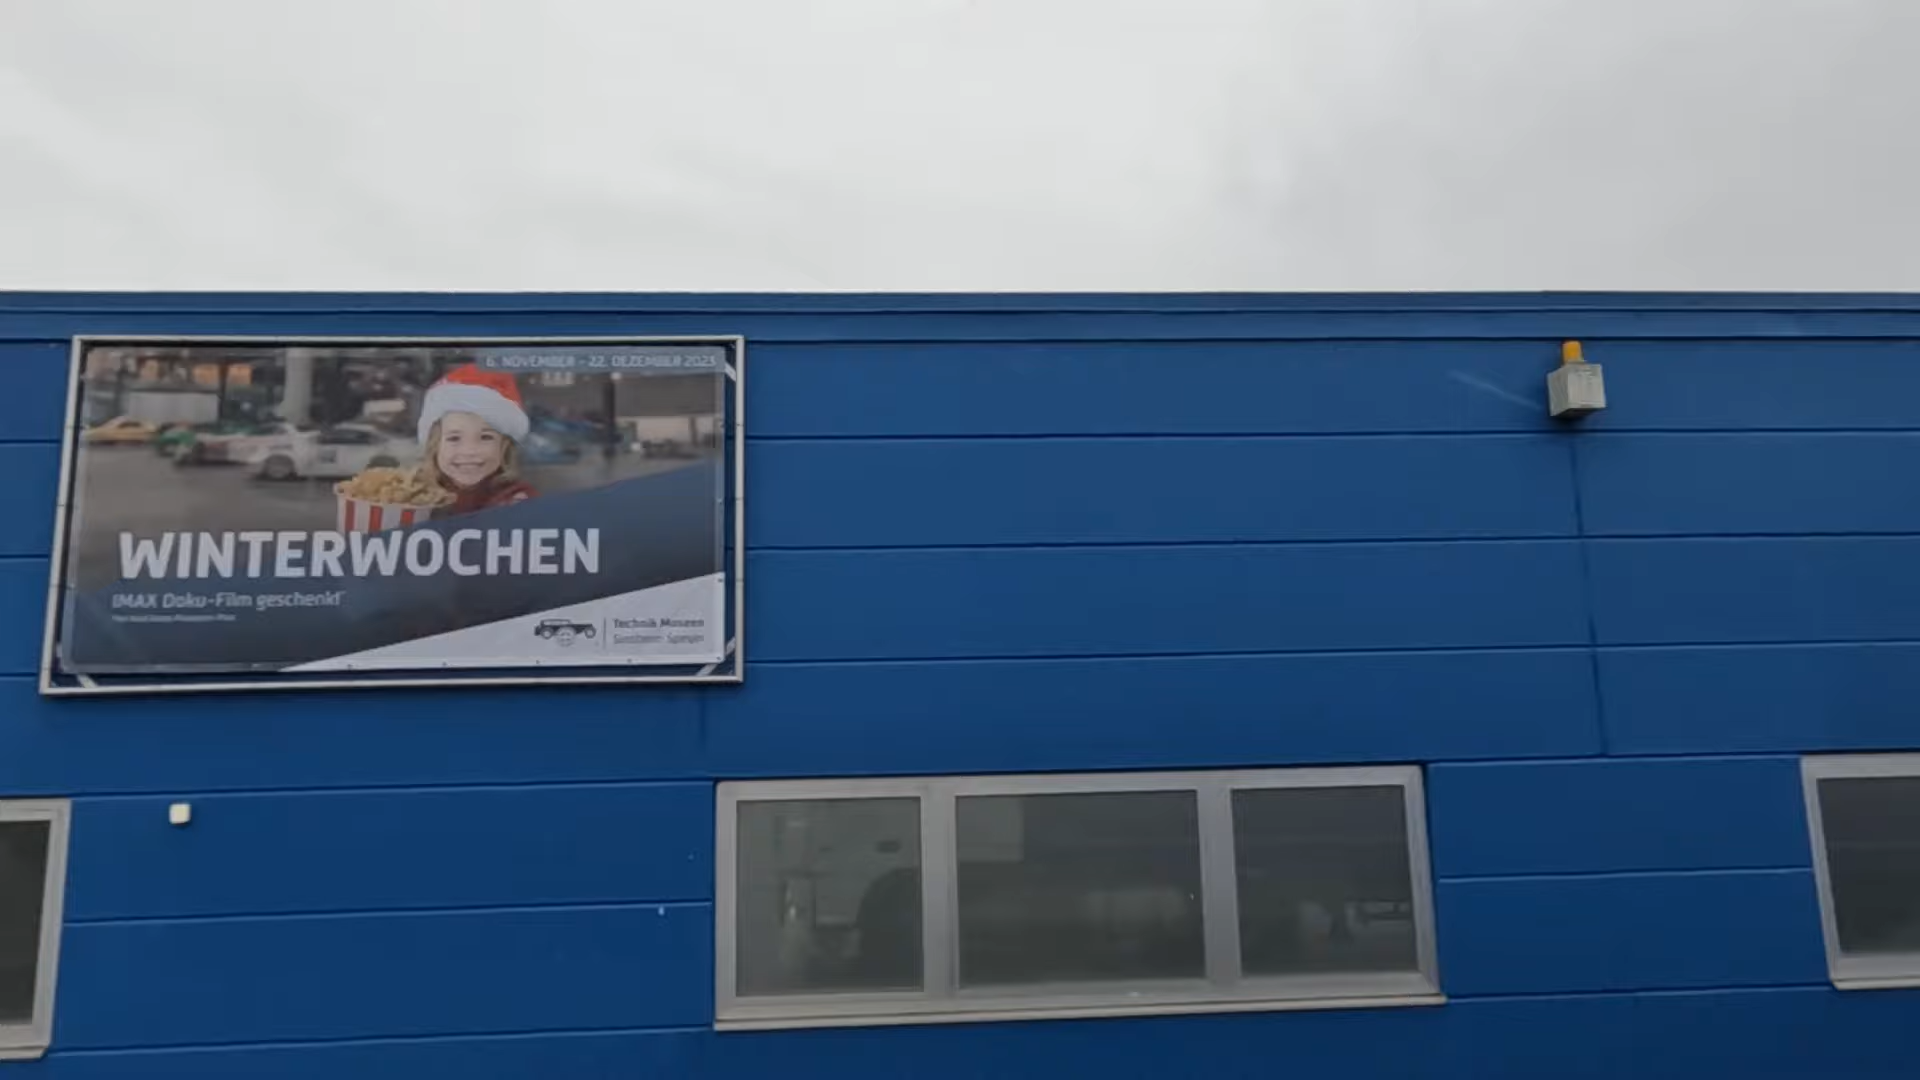 6. NOVEMBER - 22. DEZEMBER 2023
WINTERWOCHEN
IMAX Doku-Film geschenkt*
Technik Museen
Sinsheim Speyer